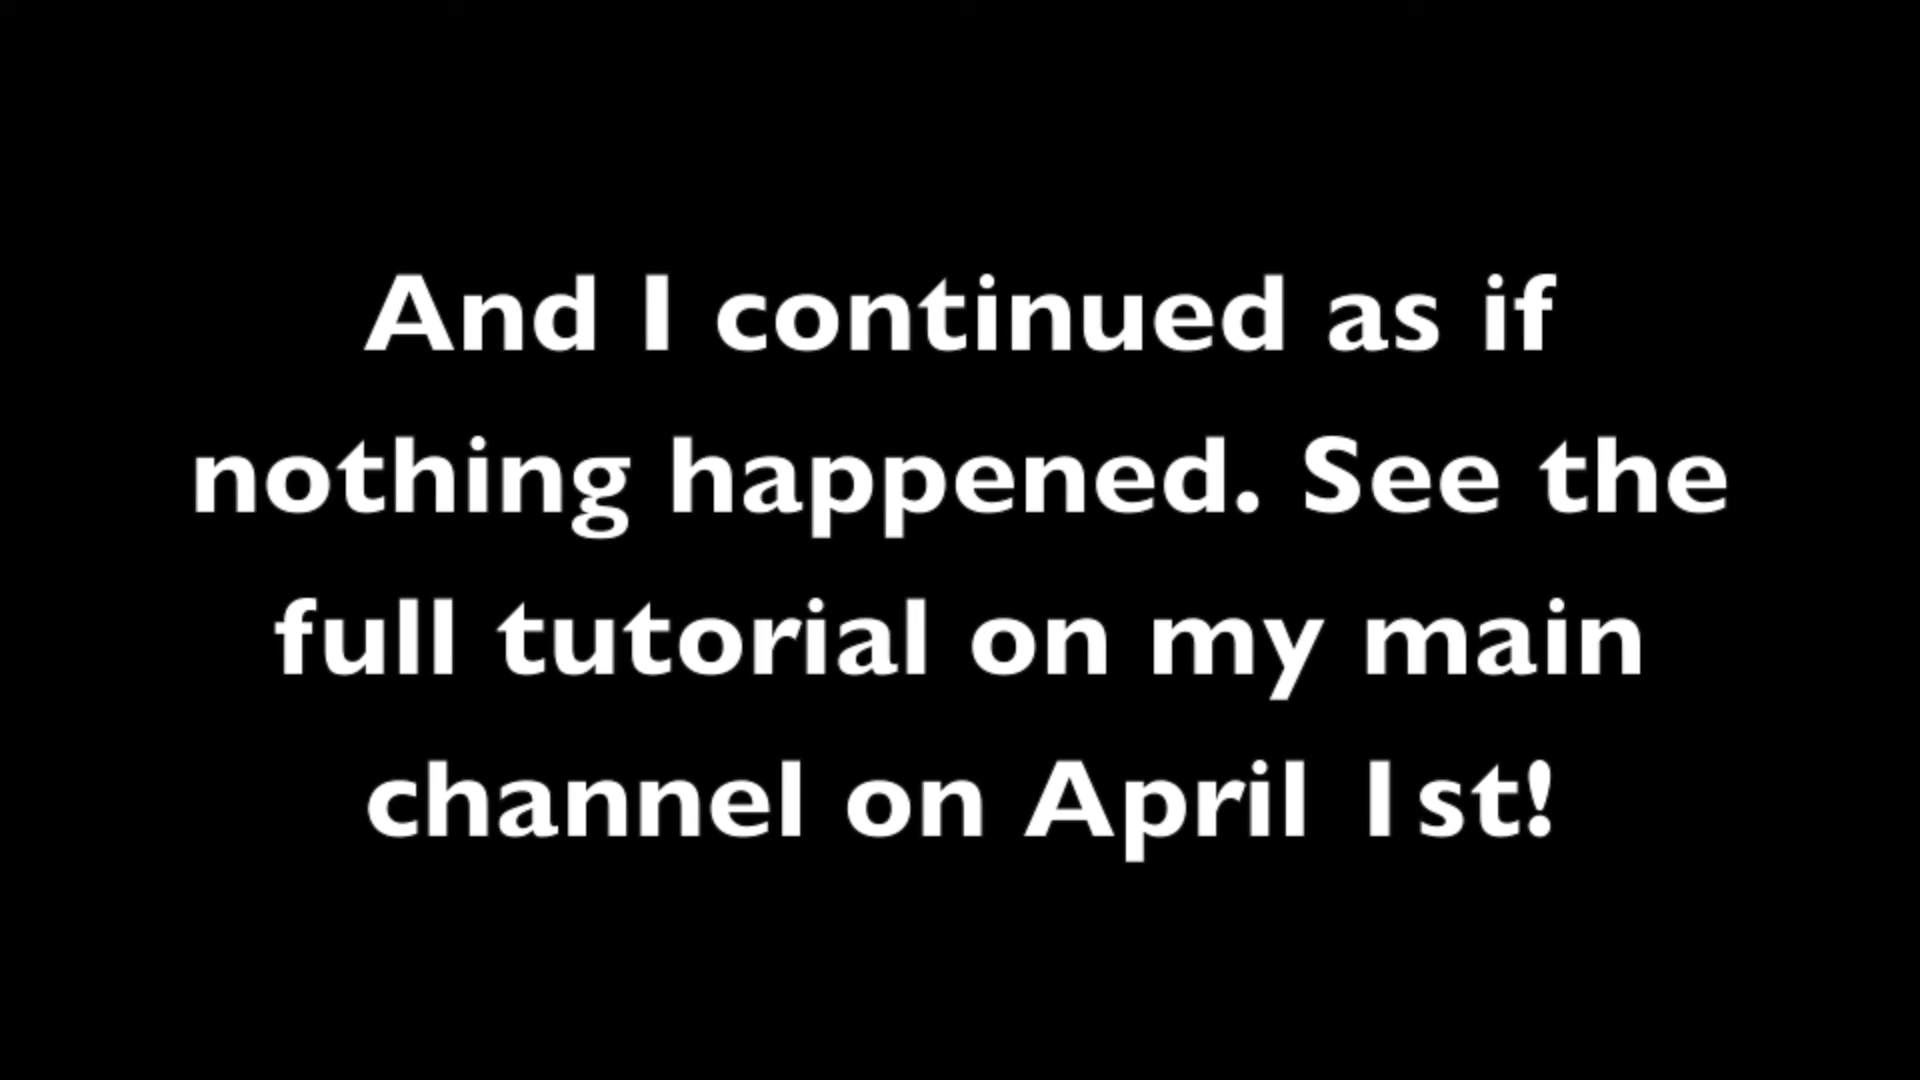 And I continued as if
nothing happened. See the
full tutorial on my main
channel on April 1st!